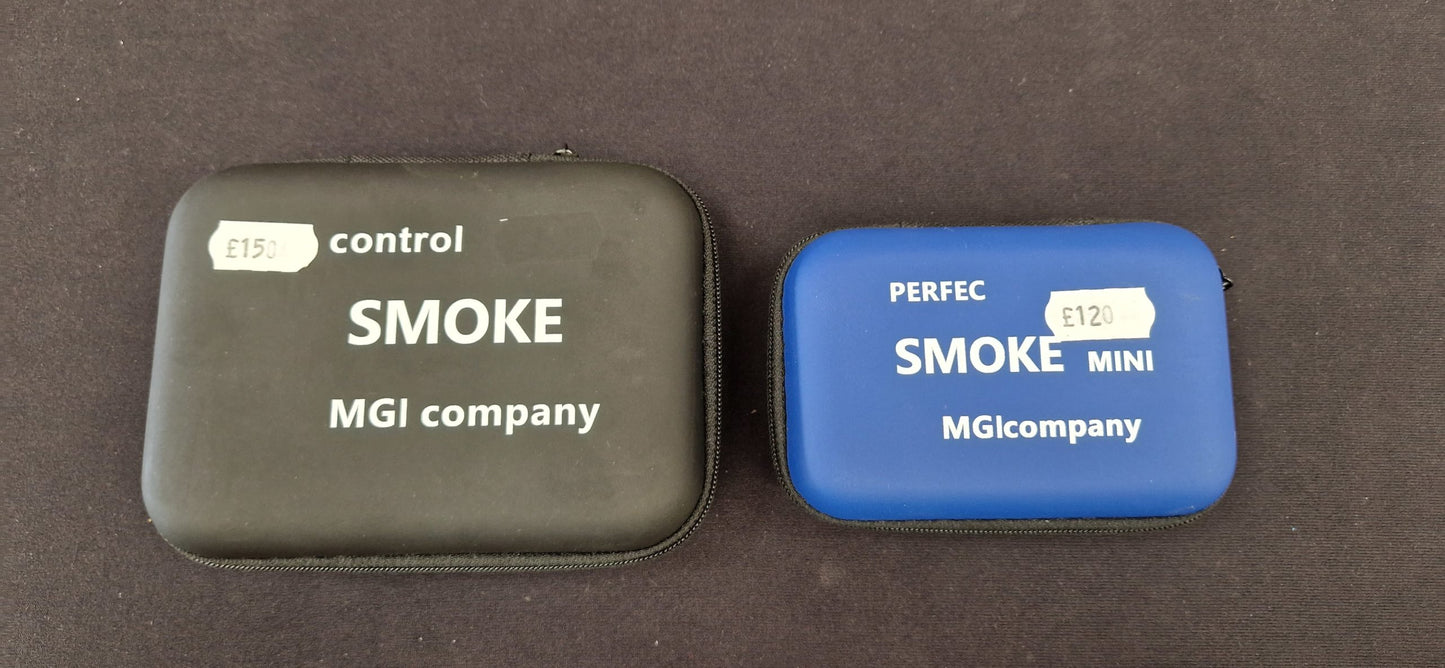 £150 control
SMOKE
MGI company
PERFEC
£120
SMOKE MINI
MGIcompany